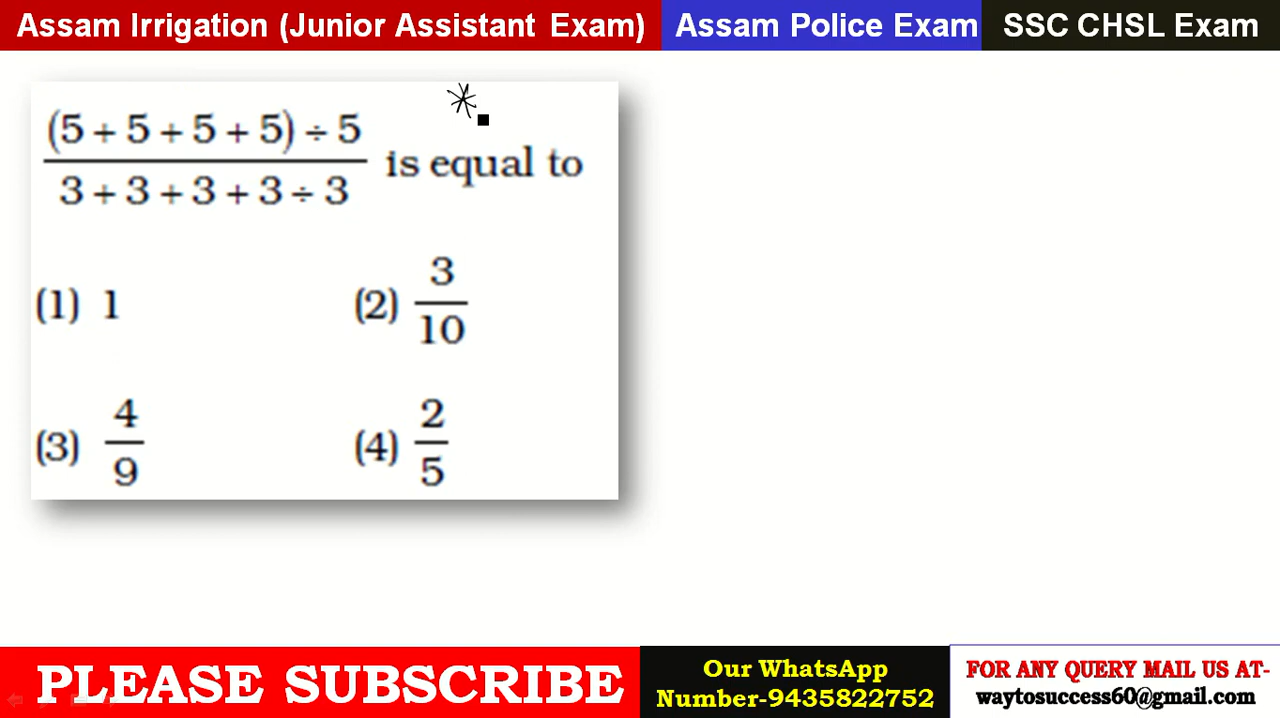 Assam Irrigation (Junior Assistant Exam) Assam Police Exam SSC CHSL Exam
*
(5 + 5 + 5 + 5) ÷ 5
3 + 3 + 3 + 3 ÷ 3
is equal to
(1) 1
(2) 3/10
(3) 4/9
(4) 2/5
PLEASE SUBSCRIBE
Our WhatsApp
Number-9435822752
FOR ANY QUERY MAIL US AT-
waytosuccess60@gmail.com